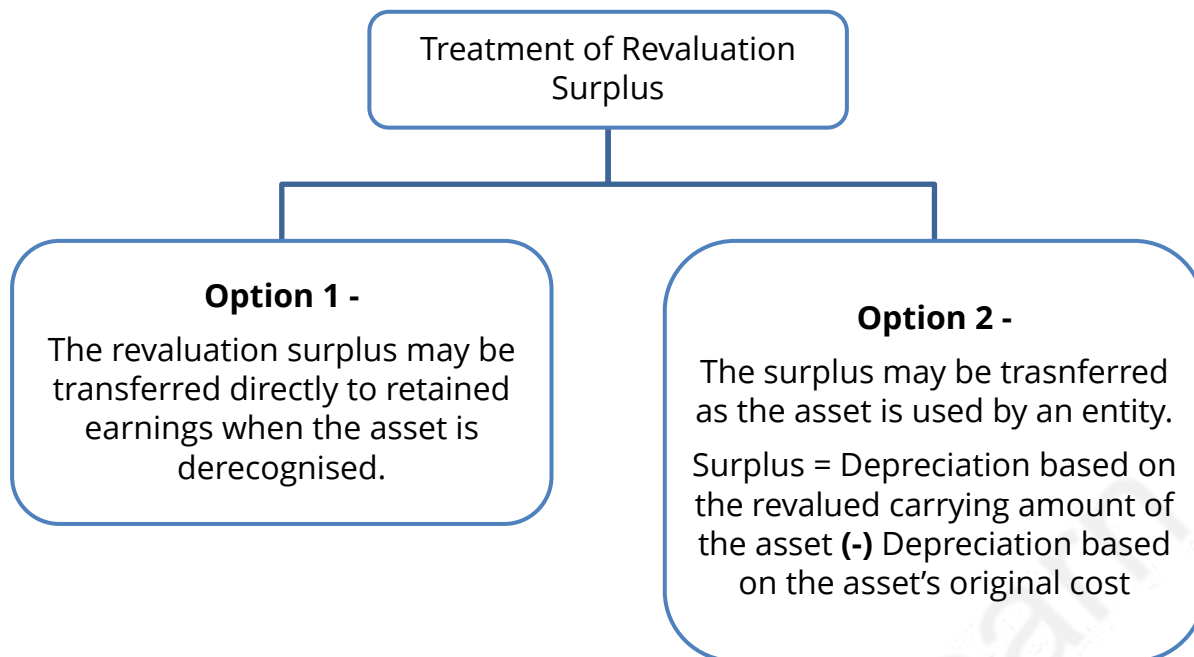 Treatment of Revaluation
Surplus
Option 1 -
The revaluation surplus may be
transferred directly to retained
earnings when the asset is
derecognised.
Option 2 -
The surplus may be trasnferred
as the asset is used by an entity.
Surplus = Depreciation based on
the revalued carrying amount of
the asset (-) Depreciation based
on the asset’s original cost